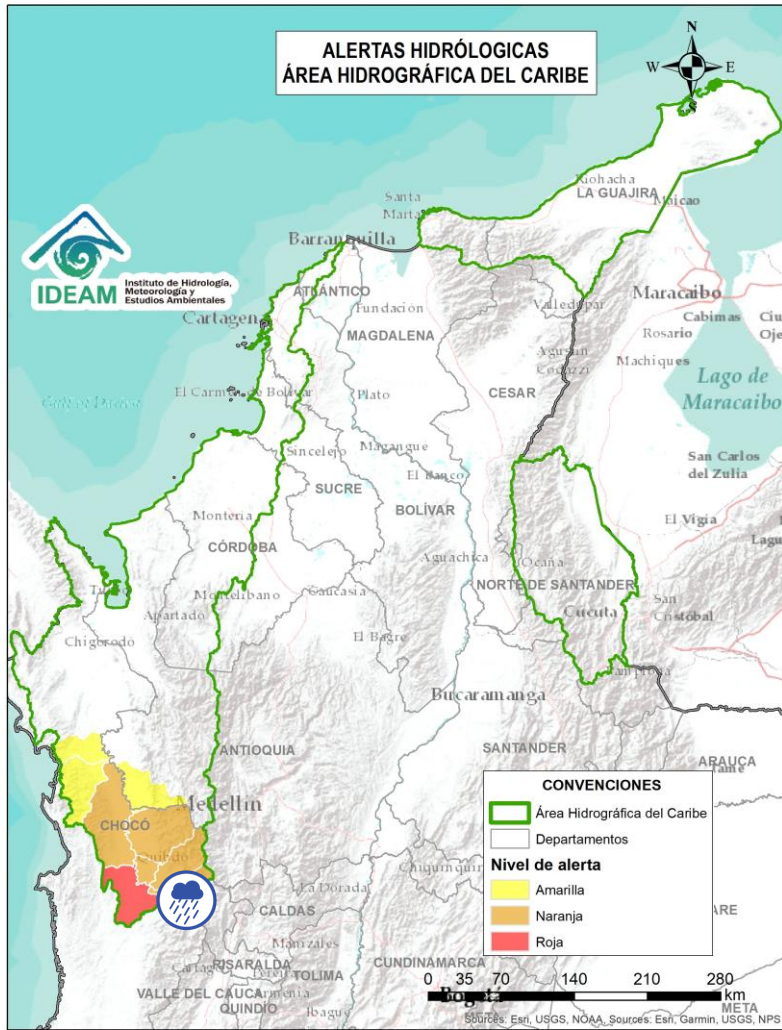 ALERTAS HIDRÓLOGICAS
ÁREA HIDROGRÁFICA DEL CARIBE
N
W
E
S
Riohacha
LA GUAJIRA
Maicao
Santa
Marta
Barranquilla
IDEAM
Instituto de Hidrología,
Meteorología y
Estudios Ambientales
ATLÁNTICO
Cartagena
Fundación
Valledupar
Maracaibo
Cabimas
MAGDALENA
Rosario
Agustín
Codazzi
Machiques
Lago de
Maracaibo
El Carmen de Bolívar
Plato
CESAR
Sincelejo
Magangue
San Carlos
del Zulia
El Banco
SUCRE
BOLÍVAR
Montería
El Vigía
CÓRDOBA
Aguachica
Ocaña
NORTE DE SANTANDER
Montelibano
Caucasia
Cucuta
San
Cristóbal
Apartado
El Bagre
Chigorodo
Pamplona
Bucaramanga
ANTIOQUIA
SANTANDER
ARAUCA
Medellín
CHOCÓ
Quibdó
CONVENCIONES
Área Hidrográfica del Caribe
Departamentos
Nivel de alerta
Amarilla
Naranja
Roja
La Dorada
CALDAS
Manizales
RISARALDA
TOLIMA
CUNDINAMARCA
VALLE DEL CAUCA
Armenia
QUINDÍO
Ibagué
Bogotá
META
0 35 70 140 210 280
km
Sources: Esri, USGS, NOAA, Sources: Esri, Garmin, USGS, NPS